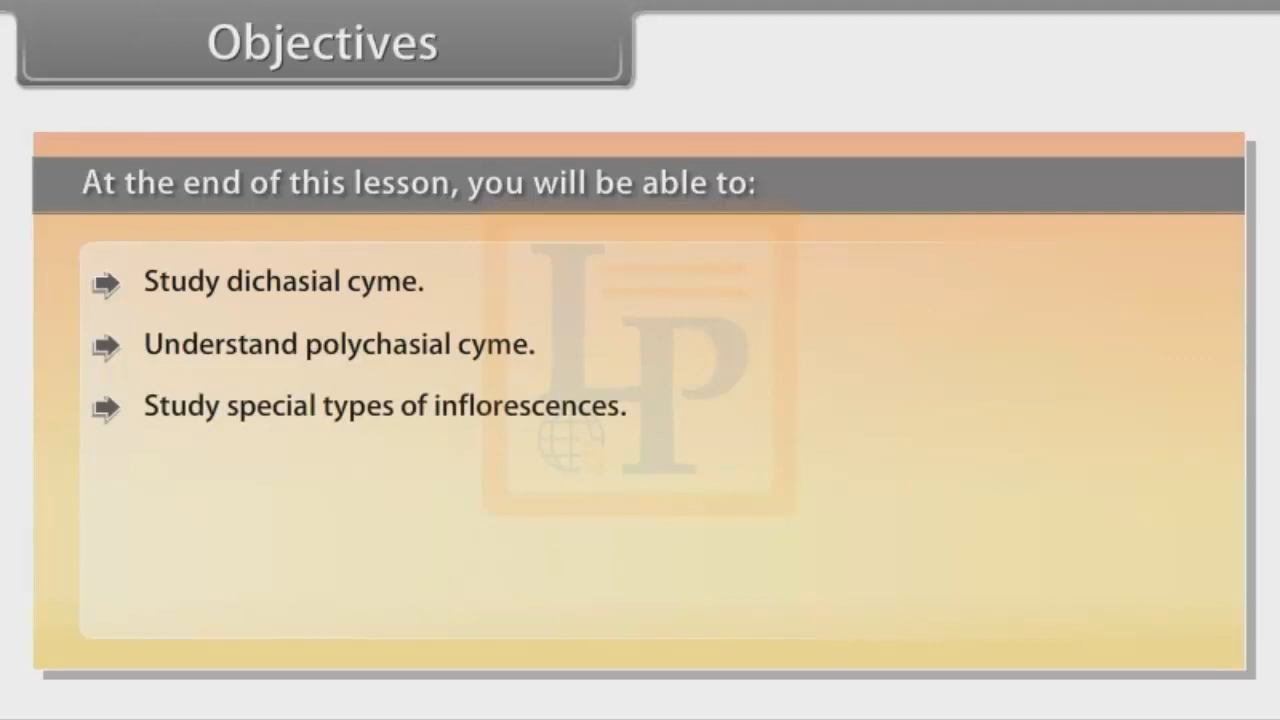 Objectives
At the end of this lesson, you will be able to:
Study dichasial cyme.
Understand polychasial cyme.
Study special types of inflorescences.
LP